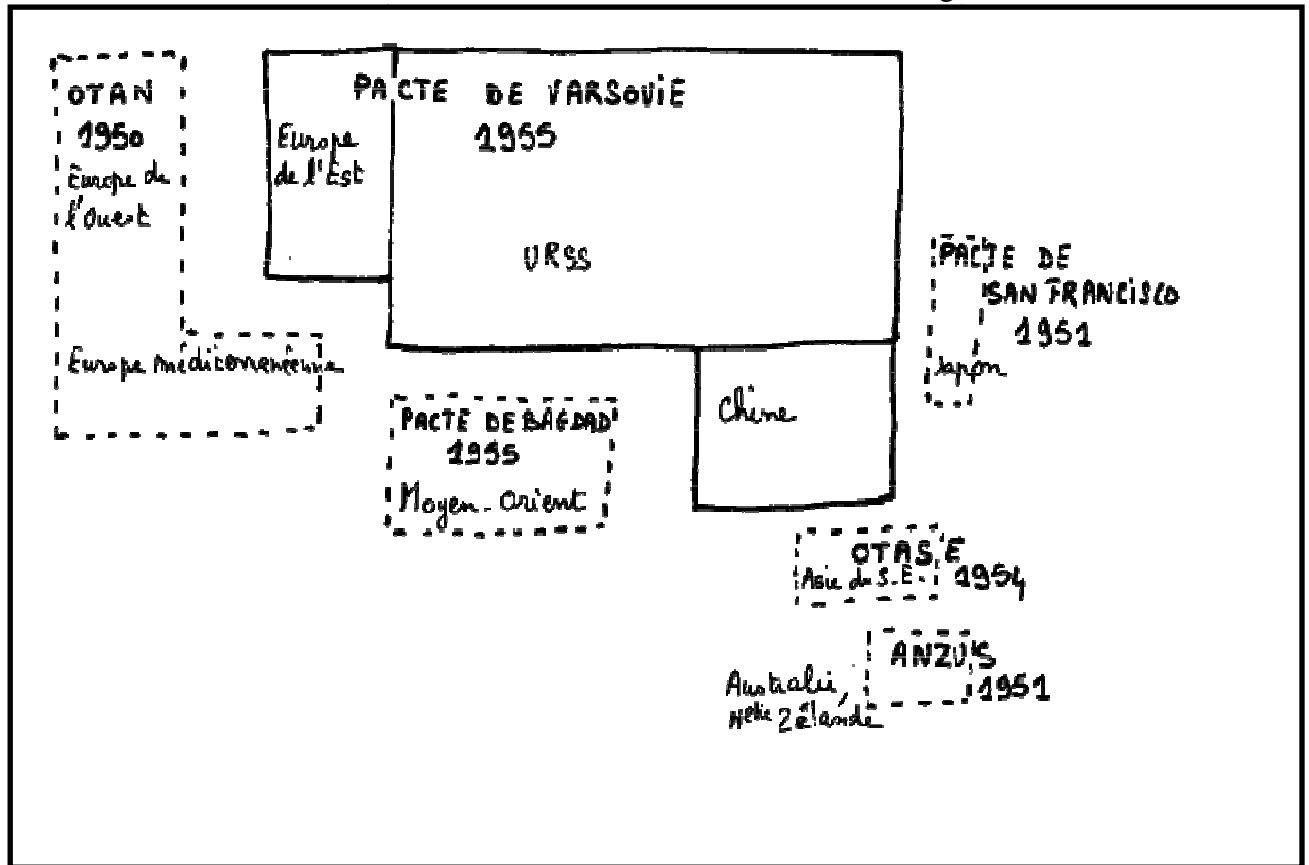 OTAN
1950
Europe de
l'Ouest
Europe méditerranéenne
PACTE DE VARSOVIE
1955
Europe
de l'Est
URSS
PACTE DE
SAN FRANCISCO
1951
Japon
Chine
PACTE DE BAGDAD
1955
Moyen-Orient
OTASE
Asie du S.E. 1954
ANZUS
1951
Australie,
Nelle Zélande